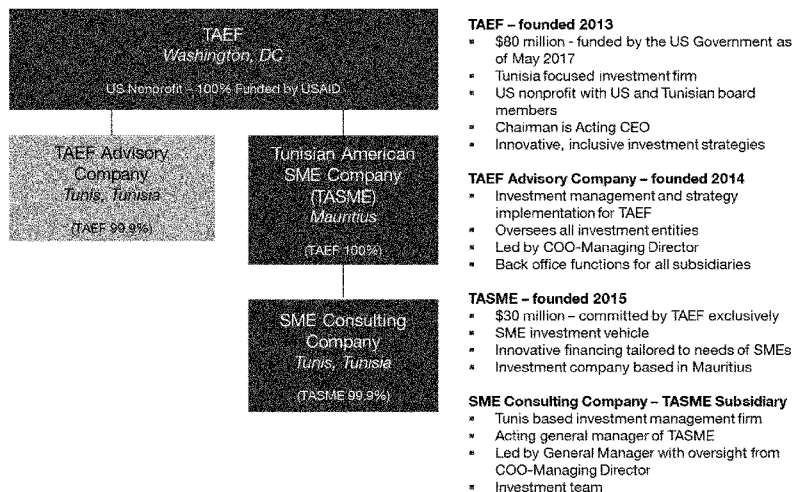 TAEF
Washington, DC
US Nonprofit – 100% Funded by USAID
TAEF Advisory
Company
Tunis, Tunisia
(TAEF 99.9%)
Tunisian American
SME Company
(TASME)
Mauritius
(TAEF 100%)
SME Consulting
Company
Tunis, Tunisia
(TASME 99.9%)
TAEF – founded 2013
▪ $80 million - funded by the US Government as
of May 2017
▪ Tunisia focused investment firm
▪ US nonprofit with US and Tunisian board
members
▪ Chairman is Acting CEO
▪ Innovative, inclusive investment strategies
TAEF Advisory Company – founded 2014
▪ Investment management and strategy
implementation for TAEF
▪ Oversees all investment entities
▪ Led by COO-Managing Director
▪ Back office functions for all subsidiaries
TASME – founded 2015
▪ $30 million – committed by TAEF exclusively
▪ SME investment vehicle
▪ Innovative financing tailored to needs of SMEs
▪ Investment company based in Mauritius
SME Consulting Company – TASME Subsidiary
▪ Tunis based investment management firm
▪ Acting general manager of TASME
▪ Led by General Manager with oversight from
COO-Managing Director
▪ Investment team